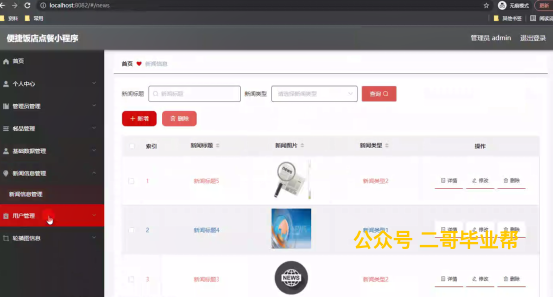 localhost:8082/#/news
无痕模式
更新
资料
常用
其他书签
阅读清
便捷饭店点餐小程序
管理员 admin
退出登录
首页
首页
新闻信息
个人中心
新闻标题
新闻标题
新闻类型
请选择新闻类型
查询
管理员管理
+ 新增
删除
餐品管理
索引
新闻标题
新闻图片
新闻类型
操作
基础数据管理
新闻信息管理
1
新闻标题5
新闻类型2
详情
修改
删除
新闻信息管理
用户管理
2
新闻标题4
新闻类型1
详情
修改
删除
轮播图信息
公众号 二哥毕业帮
3
新闻标题3
NEWS
新闻类型2
详情
修改
删除